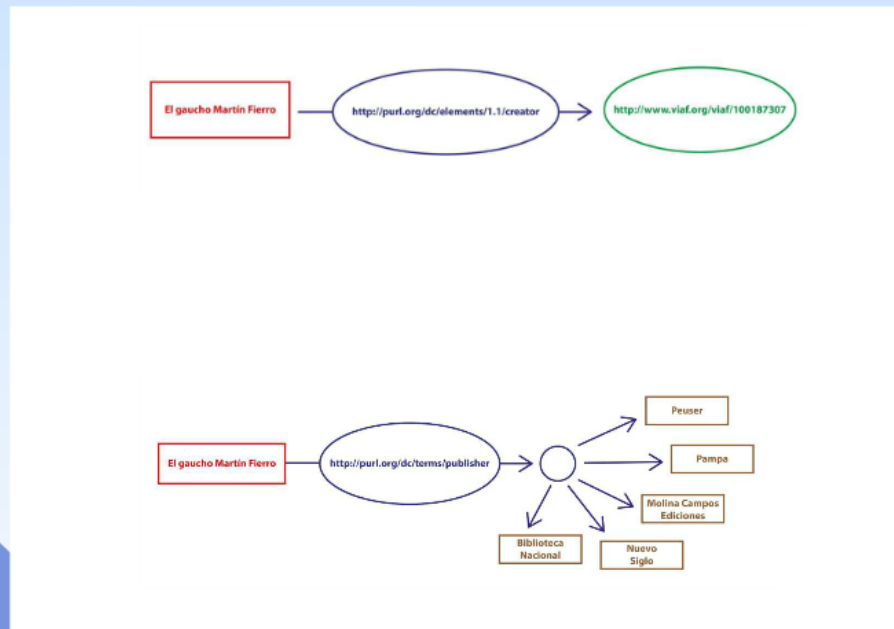 El gaucho Martín Fierro
http://purl.org/dc/elements/1.1/creator
http://www.viaf.org/viaf/100187307
El gaucho Martín Fierro
http://purl.org/dc/terms/publisher
Peuser
Pampa
Molina Campos
Ediciones
Nuevo
Siglo
Biblioteca
Nacional